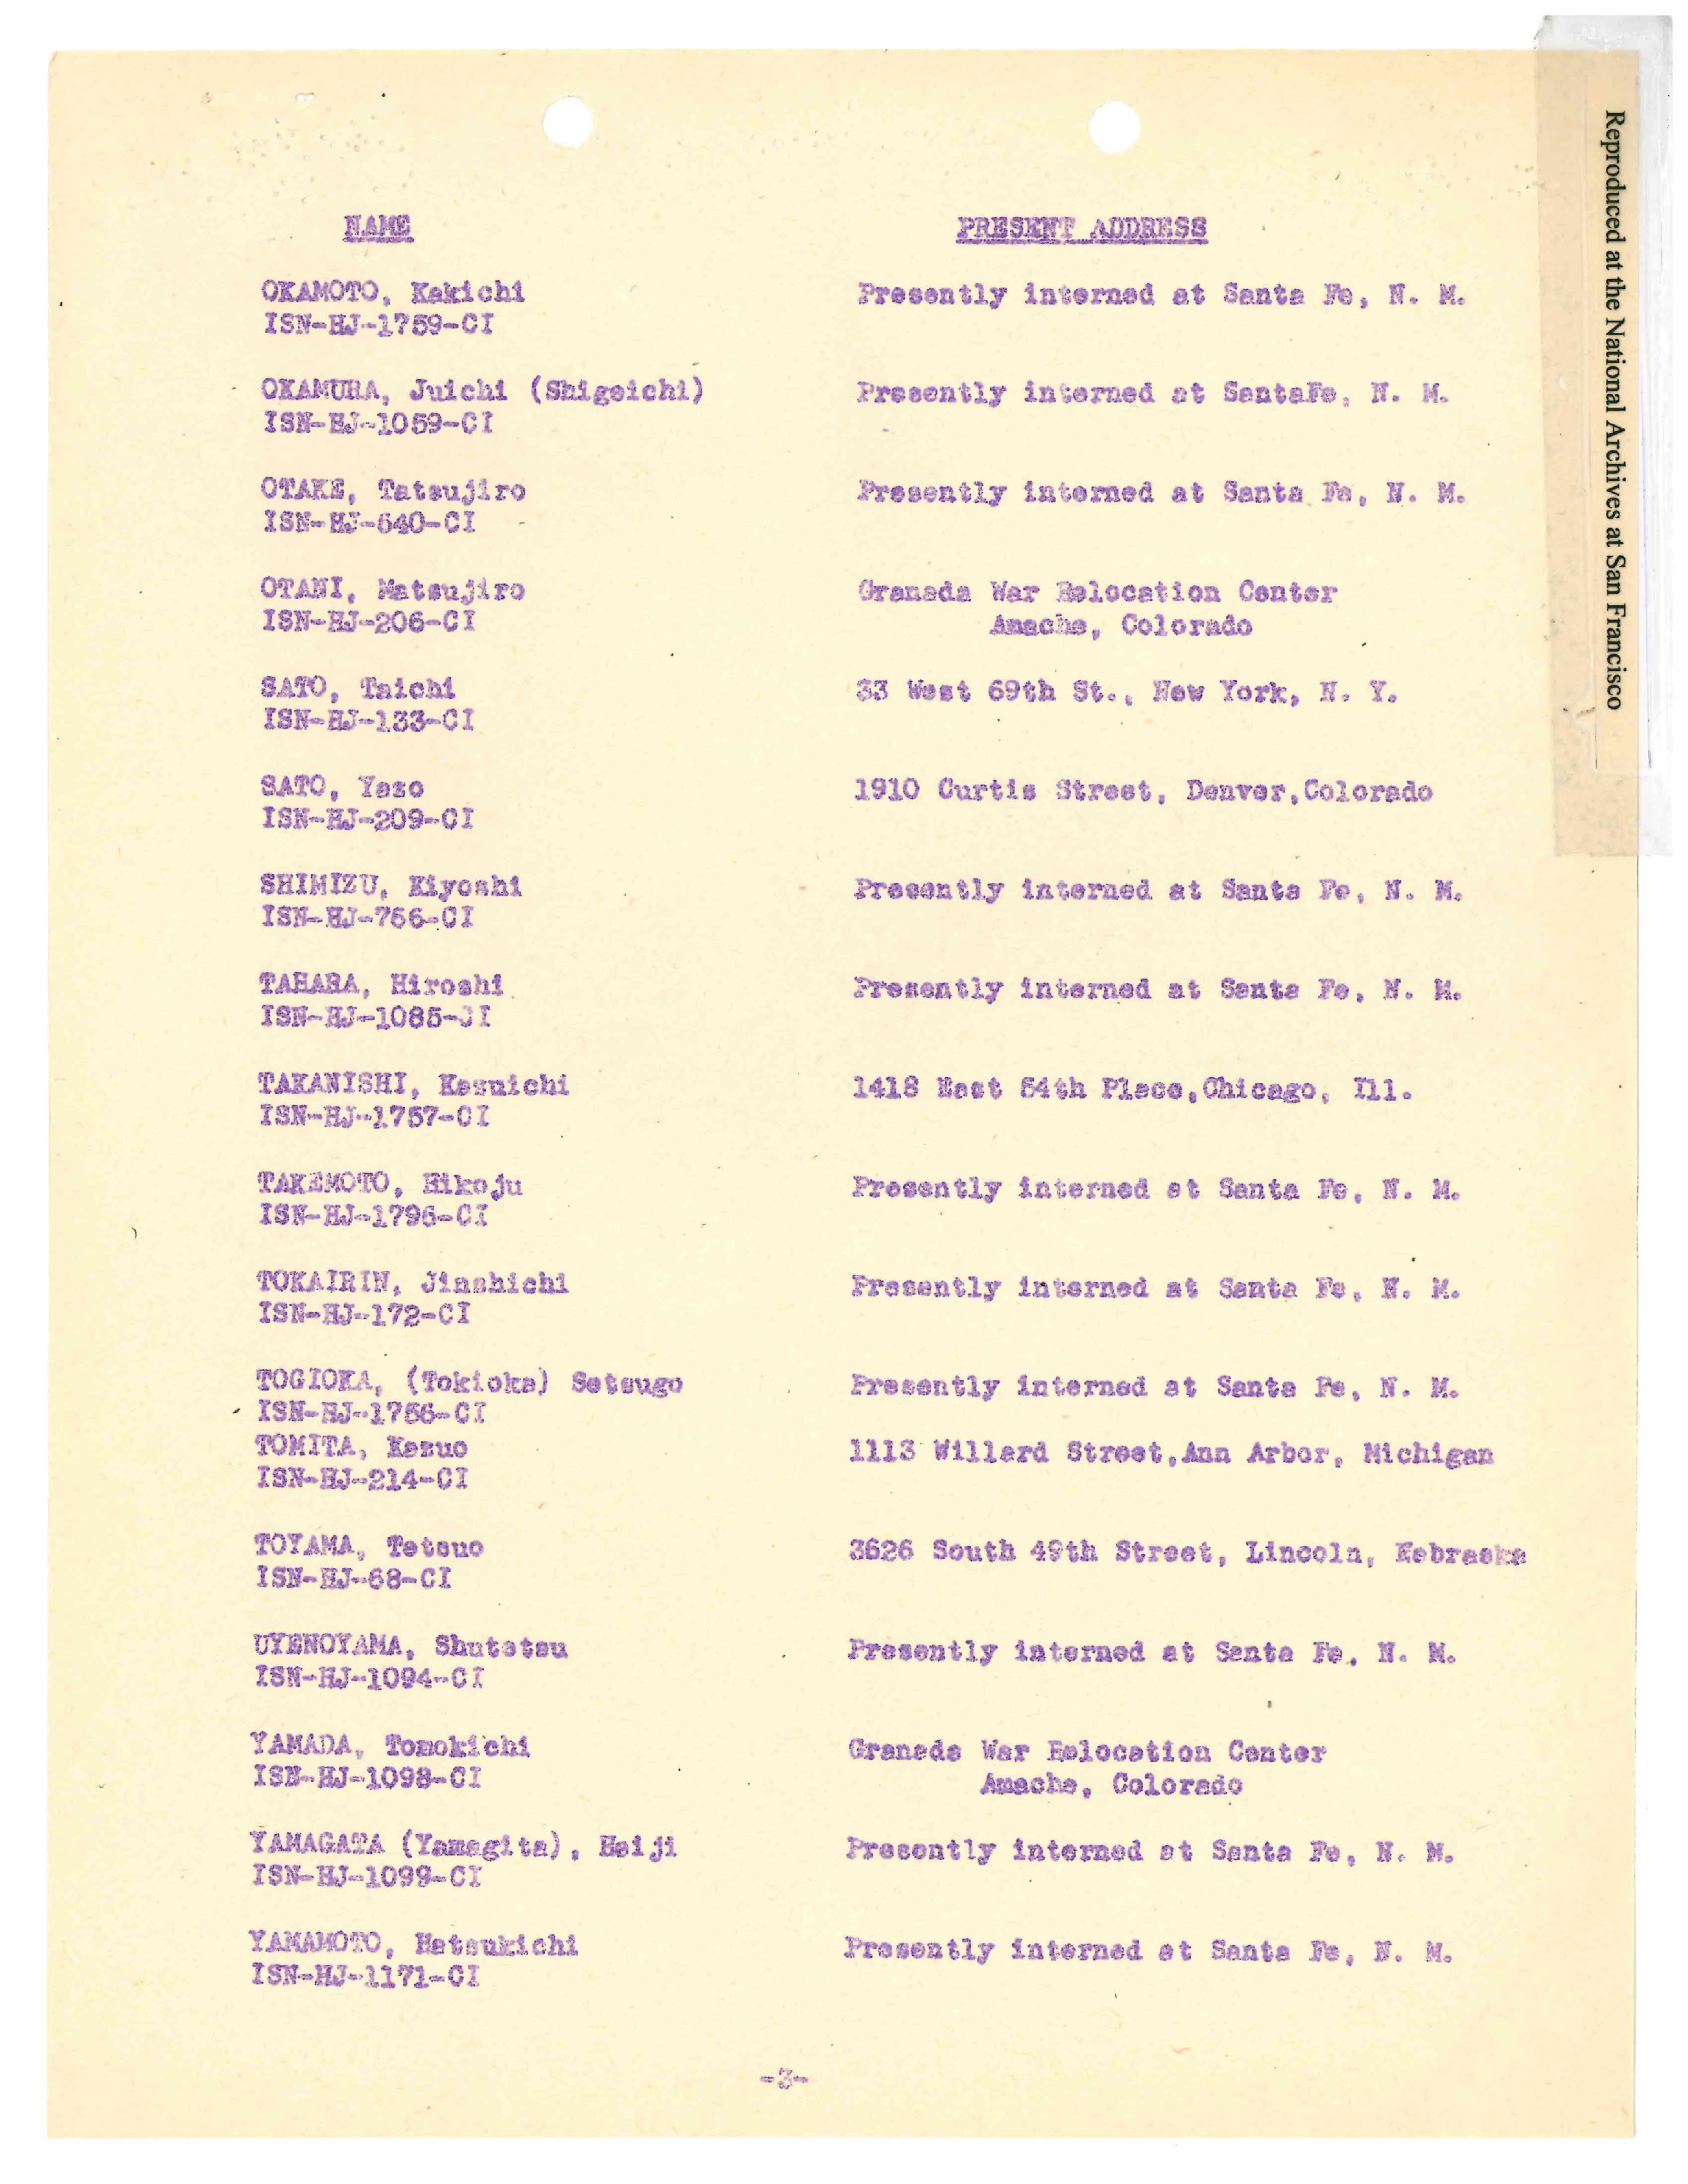 NAME PRESENT ADDRESS
OKAMOTO, Kakichi Presently interned at Santa Fe, N. M.
ISN-HJ-1759-CI
OKAMURA, Juichi (Shigeichi) Presently interned at SantaFe, N. M.
ISN-HJ-1059-CI
OTAKE, Tatsujiro Presently interned at Santa Fe, N. M.
ISN-HJ-640-CI
OTANI, Matsujiro Granada War Relocation Center
ISN-HJ-206-CI Amache, Colorado
SATO, Taichi 33 West 69th St., New York, N. Y.
ISN-HJ-133-CI
SATO, Yazo 1910 Curtis Street, Denver,Colorado
ISN-HJ-209-CI
SHIMIZU, Kiyoshi Presently interned at Santa Fe, N. M.
ISN-HJ-766-CI
TAHARA, Hiroshi Presently interned at Santa Fe, N. M.
ISN-HJ-1085-CI
TAKANISHI, Kazuichi 1418 East 54th Place,Chicago, Ill.
ISN-HJ-1757-CI
TAKEMOTO, Hikoju Presently interned at Santa Fe, N. M.
ISN-HJ-1796-CI
TOKAIRIN, Jinshichi Presently interned at Santa Fe, N. M.
ISN-HJ-172-CI
TOGIOKA, (Tokioka) Setsugo Presently interned at Santa Fe, N. M.
ISN-HJ-1756-CI
TOMITA, Kazuo 1113 Willard Street,Ann Arbor, Michigan
ISN-HJ-214-CI
TOYAMA, Tetsuo 3626 South 49th Street, Lincoln, Nebraska
ISN-HJ-68-CI
UYENOYAMA, Shutetsu Presently interned at Santa Fe, N. M.
ISN-HJ-1094-CI
YAMADA, Tomokichi Granada War Relocation Center
ISN-HJ-1098-CI Amache, Colorado
YAMAGATA (Yamagita), Heiji Presently interned at Santa Fe, N. M.
ISN-HJ-1099-CI
YAMAMOTO, Hatsukichi Presently interned at Santa Fe, N. M.
ISN-HJ-1171-CI
-3-
Reproduced at the National Archives at San Francisco